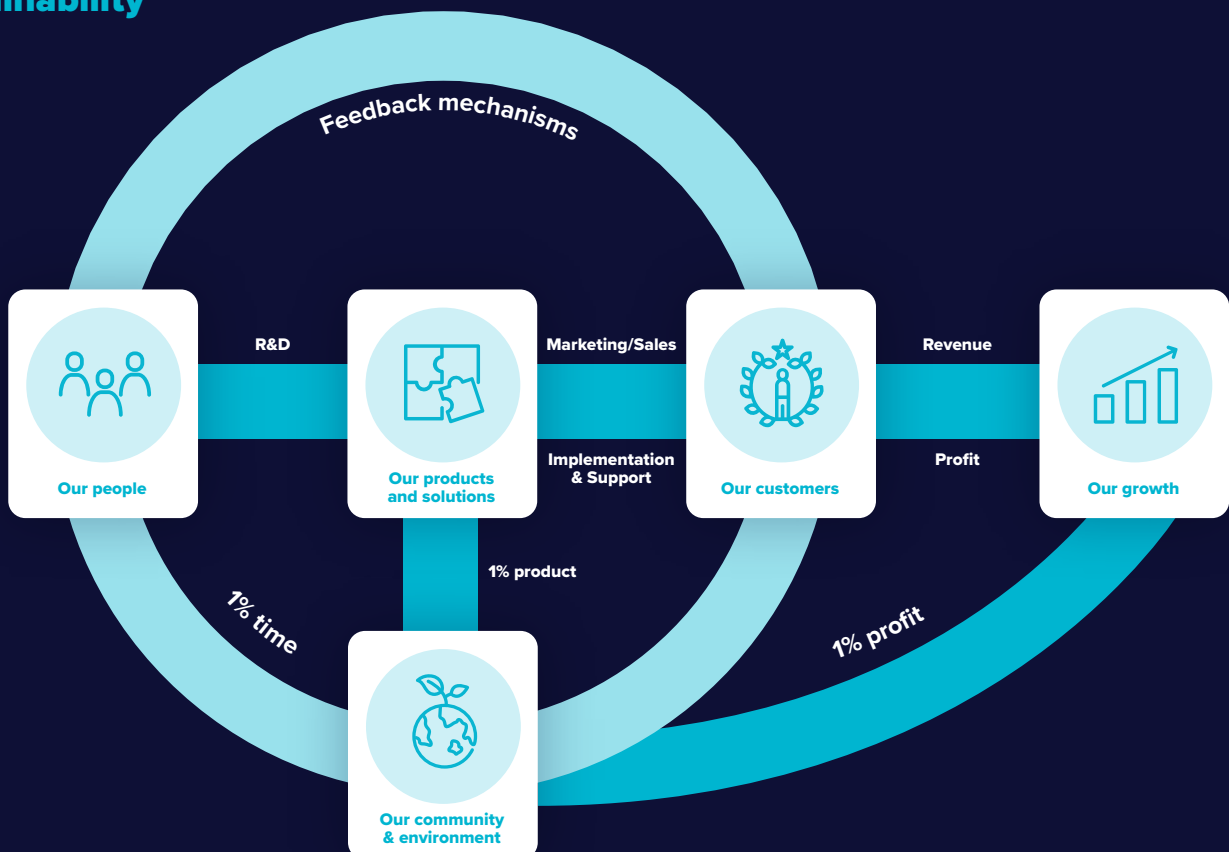 Feedback mechanisms
R&D
Marketing/Sales
Revenue
Implementation
& Support
Profit
Our people
Our products
and solutions
Our customers
Our growth
1% product
1% time
1% profit
Our community
& environment